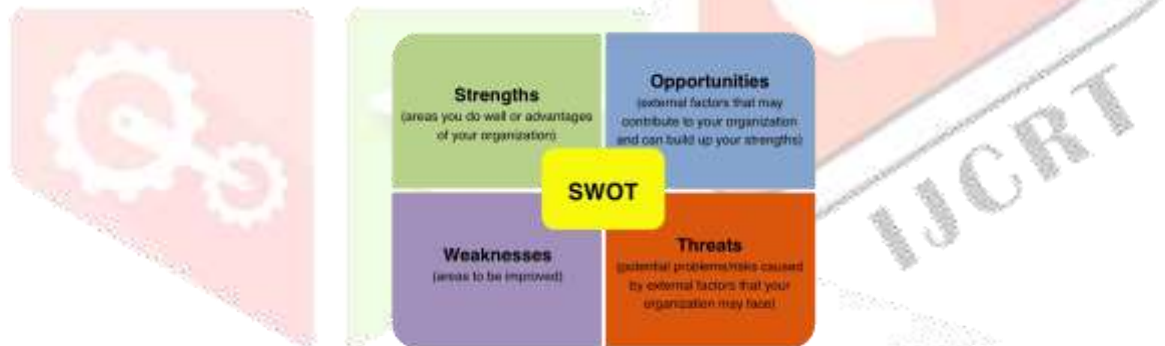 Strengths
(areas you do well or advantages
of your organization)
Opportunities
(external factors that may
contribute to your organization
and can build up your strengths)
SWOT
Weaknesses
(areas to be improved)
Threats
(potential problems/risks caused
by external factors that your
organization may face)
IJCRT